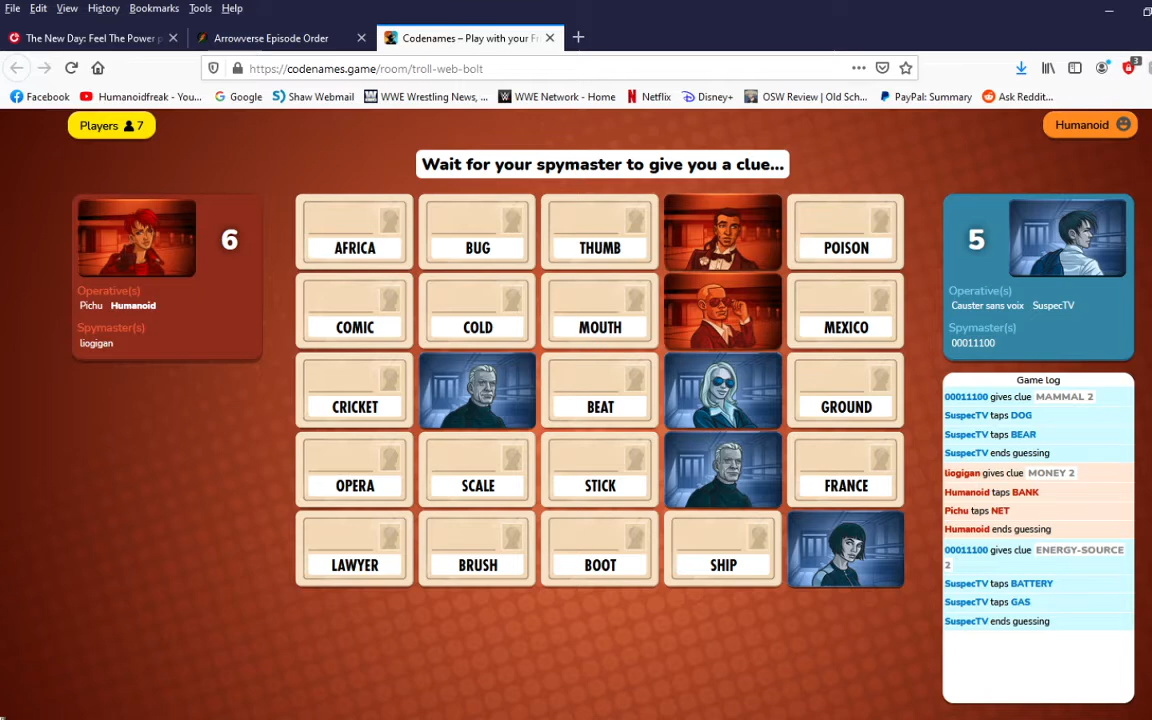 File Edit View History Bookmarks Tools Help
The New Day: Feel The Power p
Arrowverse Episode Order
Codenames – Play with your Fr
https://codenames.game/room/troll-web-bolt
3
Facebook Humanoidfreak - You... Google Shaw Webmail WWE Wrestling News, ... WWE Network - Home Netflix Disney+ OSW Review | Old Sch... PayPal: Summary Ask Reddit...
Players 7
Humanoid
Wait for your spymaster to give you a clue...
6
Operative(s)
Pichu Humanoid
Spymaster(s)
liogigan
AFRICA BUG THUMB POISON
COMIC COLD MOUTH MEXICO
CRICKET BEAT GROUND
OPERA SCALE STICK FRANCE
LAWYER BRUSH BOOT SHIP
5
Operative(s)
Causter sans voix SuspecTV
Spymaster(s)
00011100
Game log
00011100 gives clue MAMMAL 2
SuspecTV taps DOG
SuspecTV taps BEAR
SuspecTV ends guessing
liogigan gives clue MONEY 2
Humanoid taps BANK
Pichu taps NET
Humanoid ends guessing
00011100 gives clue ENERGY-SOURCE
2
SuspecTV taps BATTERY
SuspecTV taps GAS
SuspecTV ends guessing